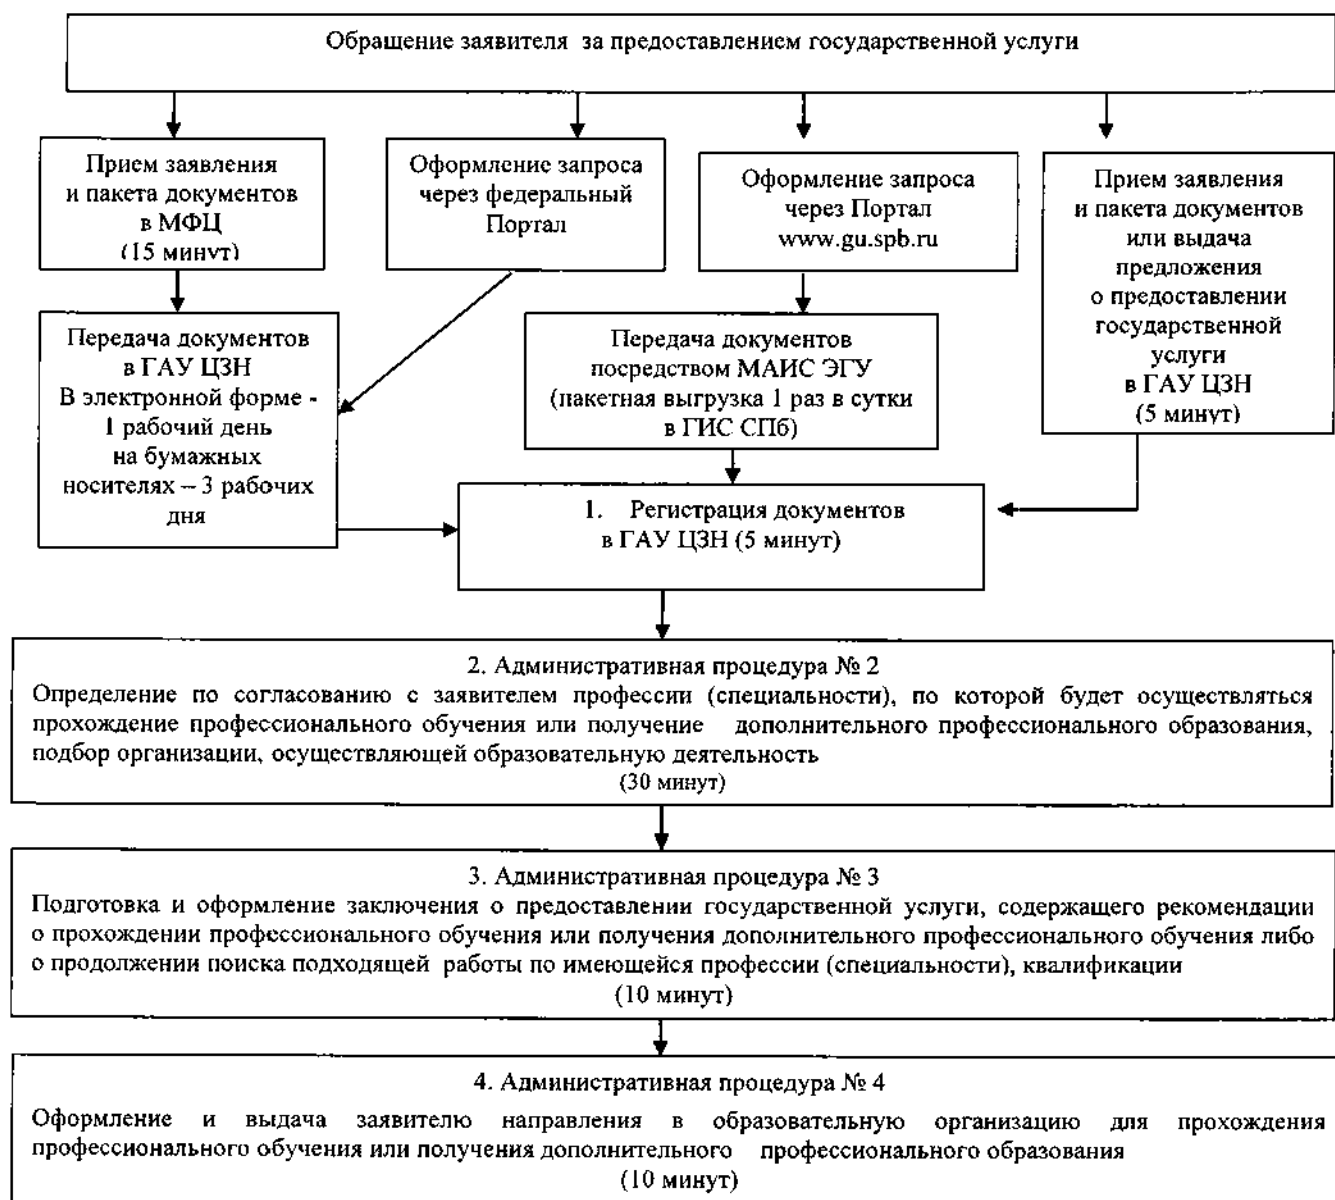 Обращение заявителя за предоставлением государственной услуги
Прием заявления
и пакета документов
в МФЦ
(15 минут)
Оформление запроса
через федеральный
Портал
Оформление запроса
через Портал
www.gu.spb.ru
Прием заявления
и пакета документов
или выдача
предложения
о предоставлении
государственной
услуги
в ГАУ ЦЗН
(5 минут)
Передача документов
в ГАУ ЦЗН
В электронной форме -
1 рабочий день
на бумажных
носителях – 3 рабочих
дня
Передача документов
посредством МАИС ЭГУ
(пакетная выгрузка 1 раз в сутки
в ГИС СПб)
1. Регистрация документов
в ГАУ ЦЗН (5 минут)
2. Административная процедура № 2
Определение по согласованию с заявителем профессии (специальности), по которой будет осуществляться
прохождение профессионального обучения или получение дополнительного профессионального образования,
подбор организации, осуществляющей образовательную деятельность
(30 минут)
3. Административная процедура № 3
Подготовка и оформление заключения о предоставлении государственной услуги, содержащего рекомендации
о прохождении профессионального обучения или получения дополнительного профессионального обучения либо
о продолжении поиска подходящей работы по имеющейся профессии (специальности), квалификации
(10 минут)
4. Административная процедура № 4
Оформление и выдача заявителю направления в образовательную организацию для прохождения
профессионального обучения или получения дополнительного профессионального образования
(10 минут)